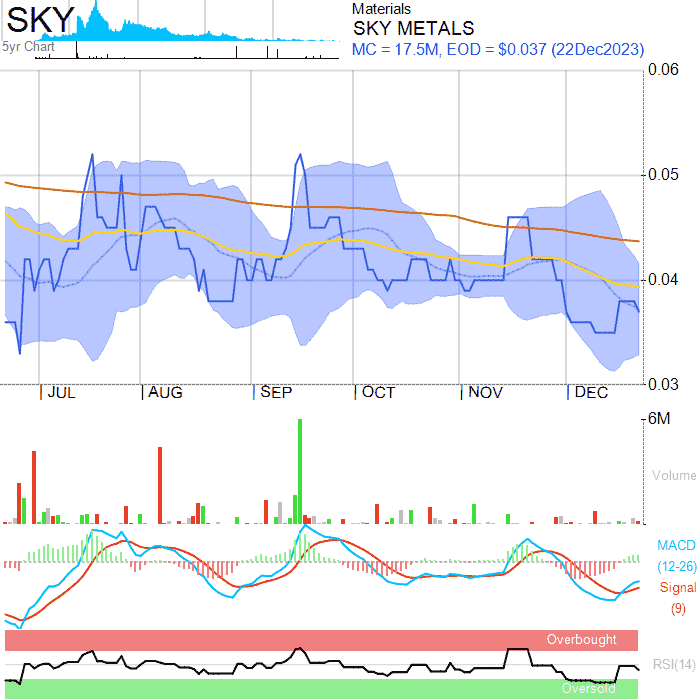 SKY
5yr Chart
Materials
SKY METALS
MC = 17.5M, EOD = $0.037 (22Dec2023)
0.06
0.05
0.04
0.03
JUL AUG SEP OCT NOV DEC
6M
Volume
MACD
(12-26)
Signal
(9)
Overbought
RSI(14)
Oversold